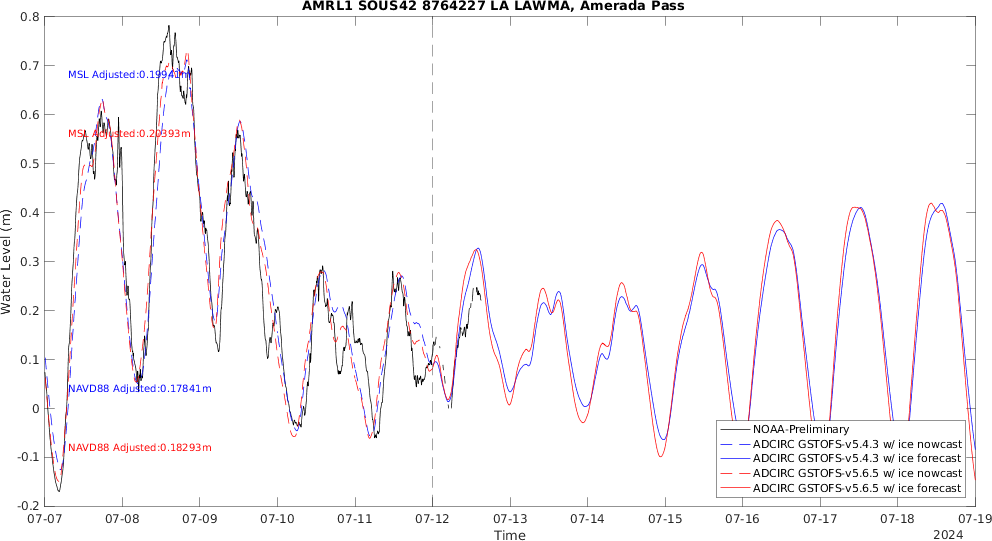 AMRL1 SOUS42 8764227 LA LAWMA, Amerada Pass
Water Level (m)
0.8
0.7
0.6
0.5
0.4
0.3
0.2
0.1
0
-0.1
-0.2
MSL Adjusted:0.19941m
MSL Adjusted:0.20393m
NAVD88 Adjusted:0.17841m
NAVD88 Adjusted:0.18293m
NOAA-Preliminary
ADCIRC GSTOFS-v5.4.3 w/ ice nowcast
ADCIRC GSTOFS-v5.4.3 w/ ice forecast
ADCIRC GSTOFS-v5.6.5 w/ ice nowcast
ADCIRC GSTOFS-v5.6.5 w/ ice forecast
07-07 07-08 07-09 07-10 07-11 07-12 07-13 07-14 07-15 07-16 07-17 07-18 07-19
Time
2024